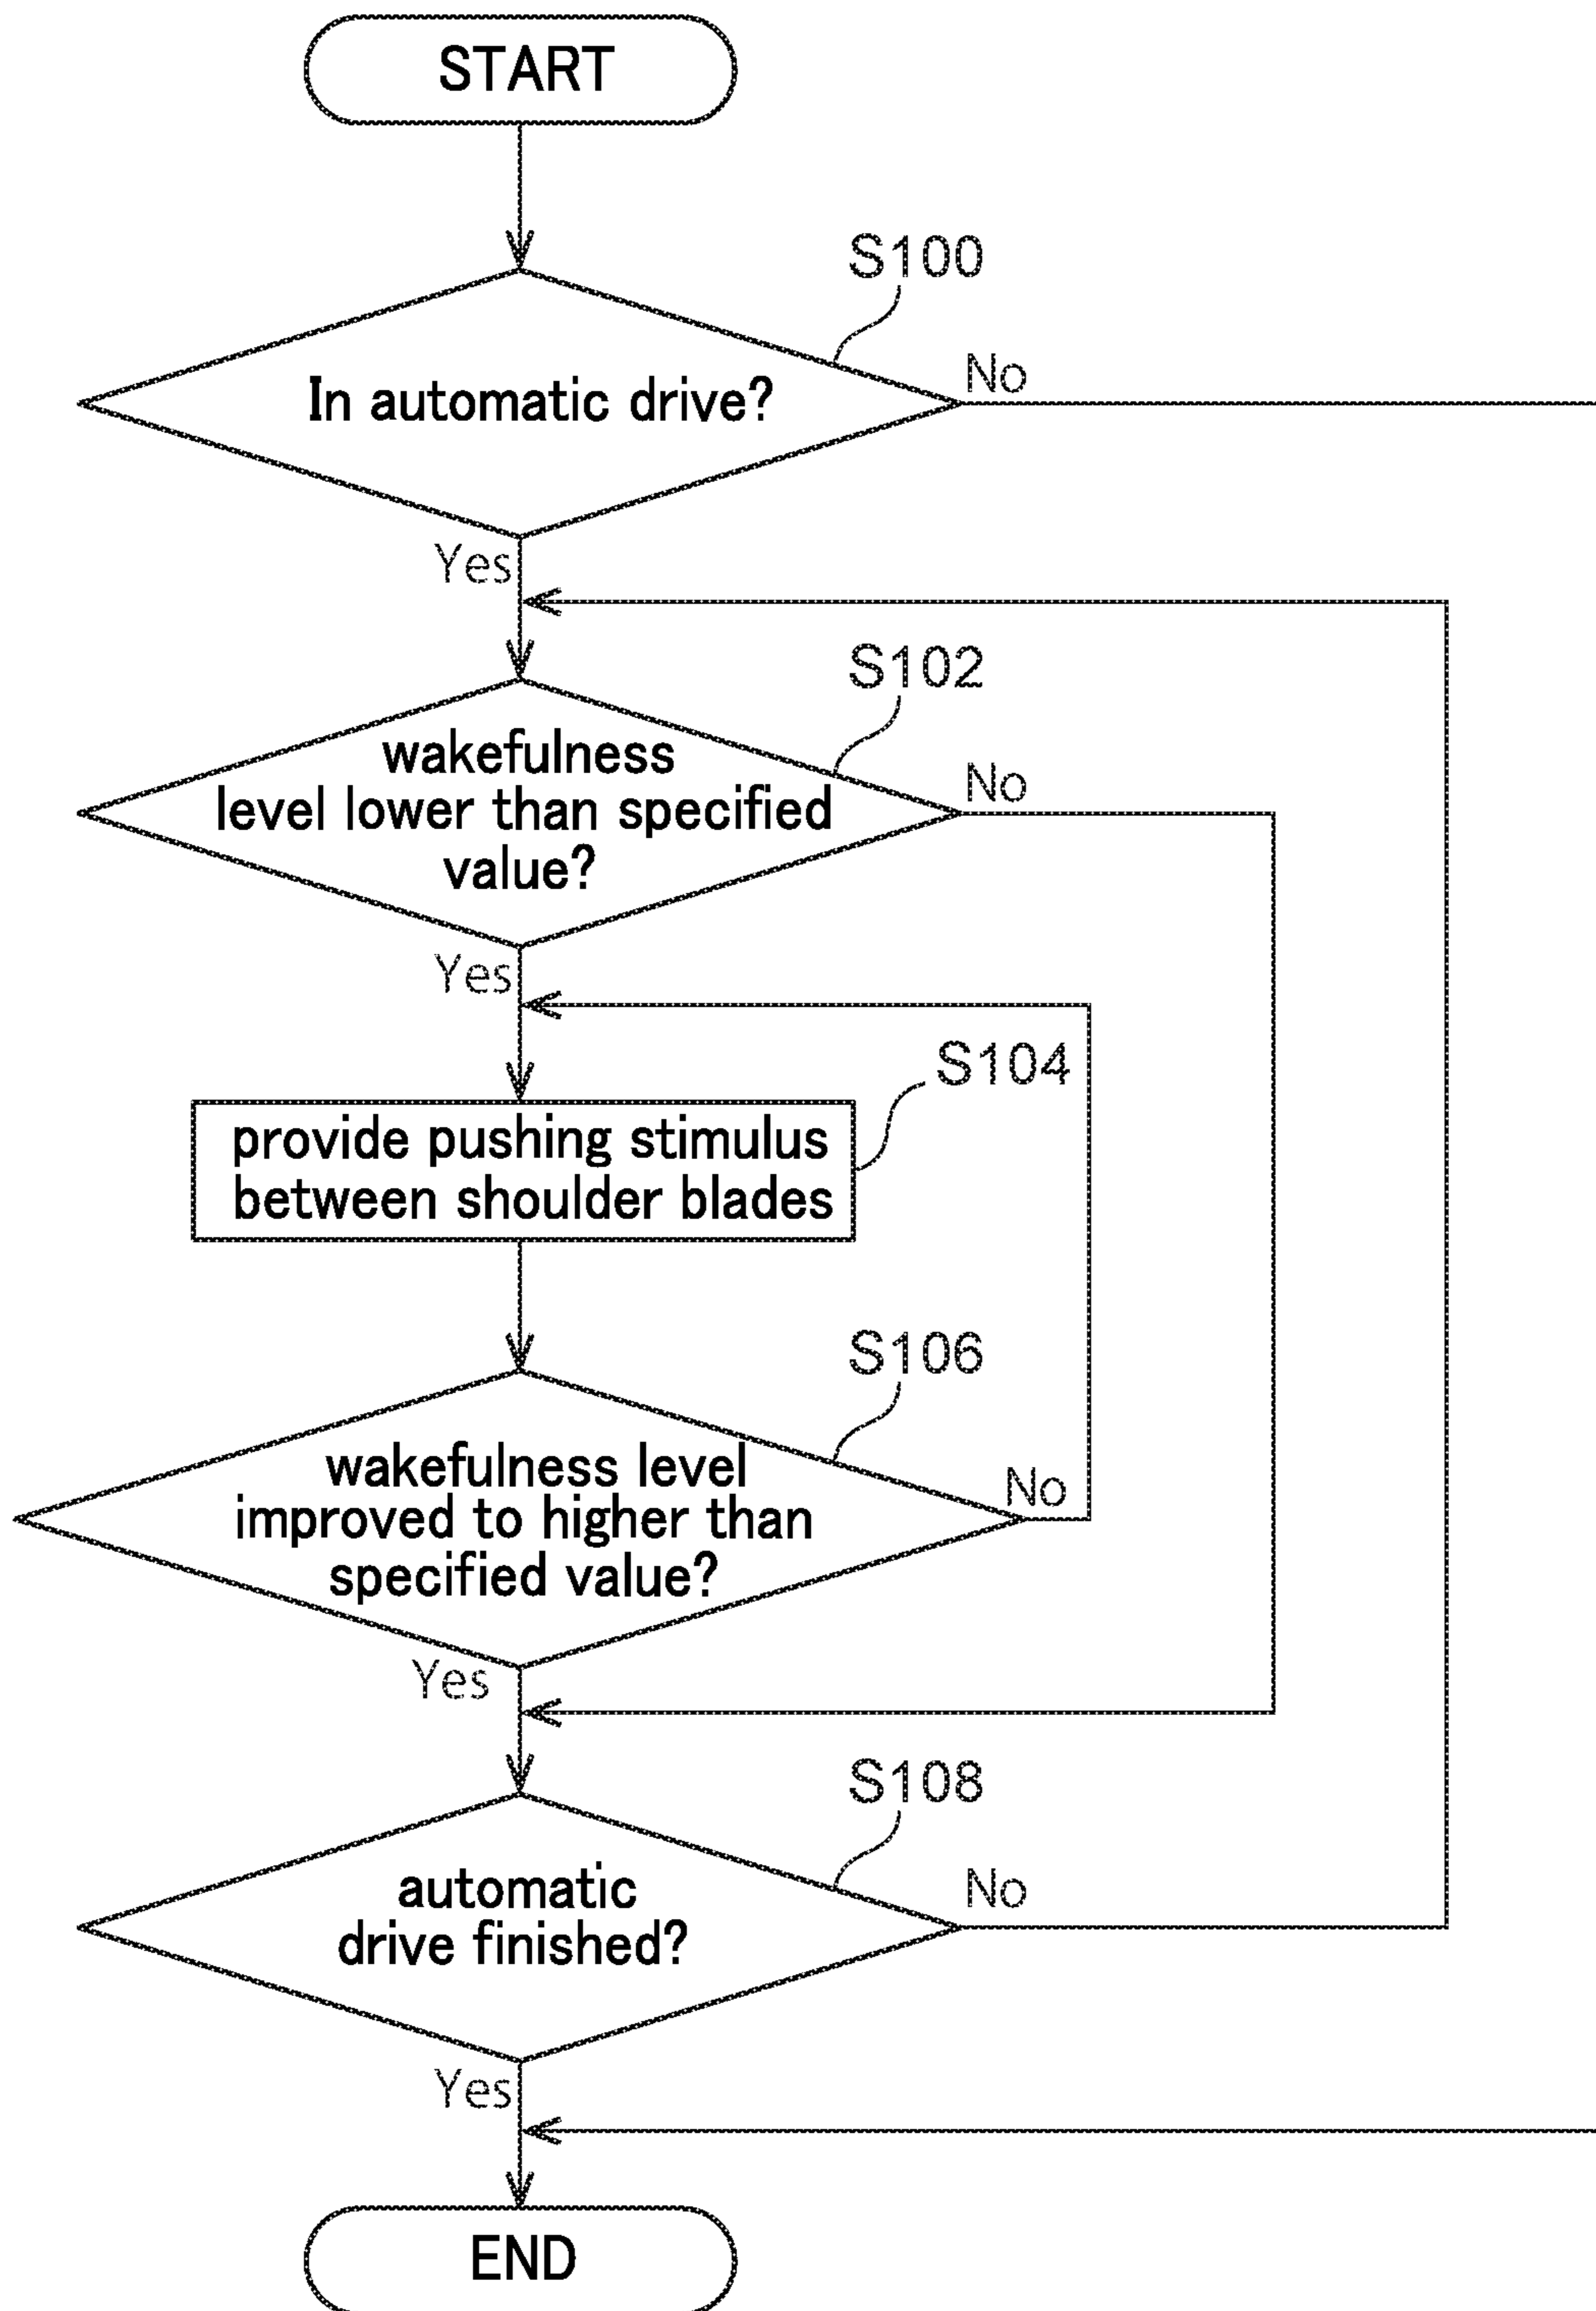 START
S100
In automatic drive?
No
Yes
S102
wakefulness
level lower than specified
value?
No
Yes
S104
provide pushing stimulus
between shoulder blades
S106
wakefulness level
improved to higher than
specified value?
No
Yes
S108
automatic
drive finished?
No
Yes
END